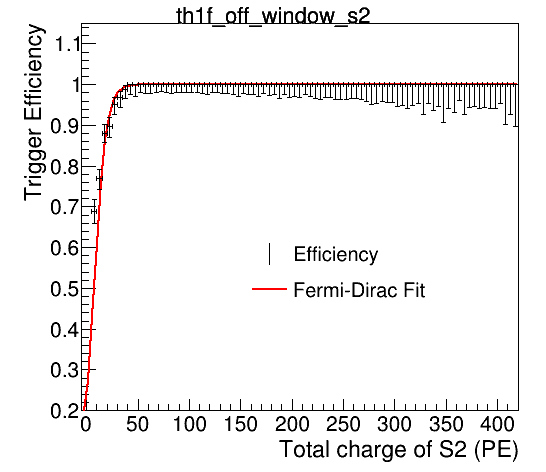 th1f_off_window_s2
Trigger Efficiency
1.1
1
0.9
0.8
0.7
0.6
0.5
0.4
0.3
0.2
Efficiency
Fermi-Dirac Fit
0 50 100 150 200 250 300 350 400
Total charge of S2 (PE)